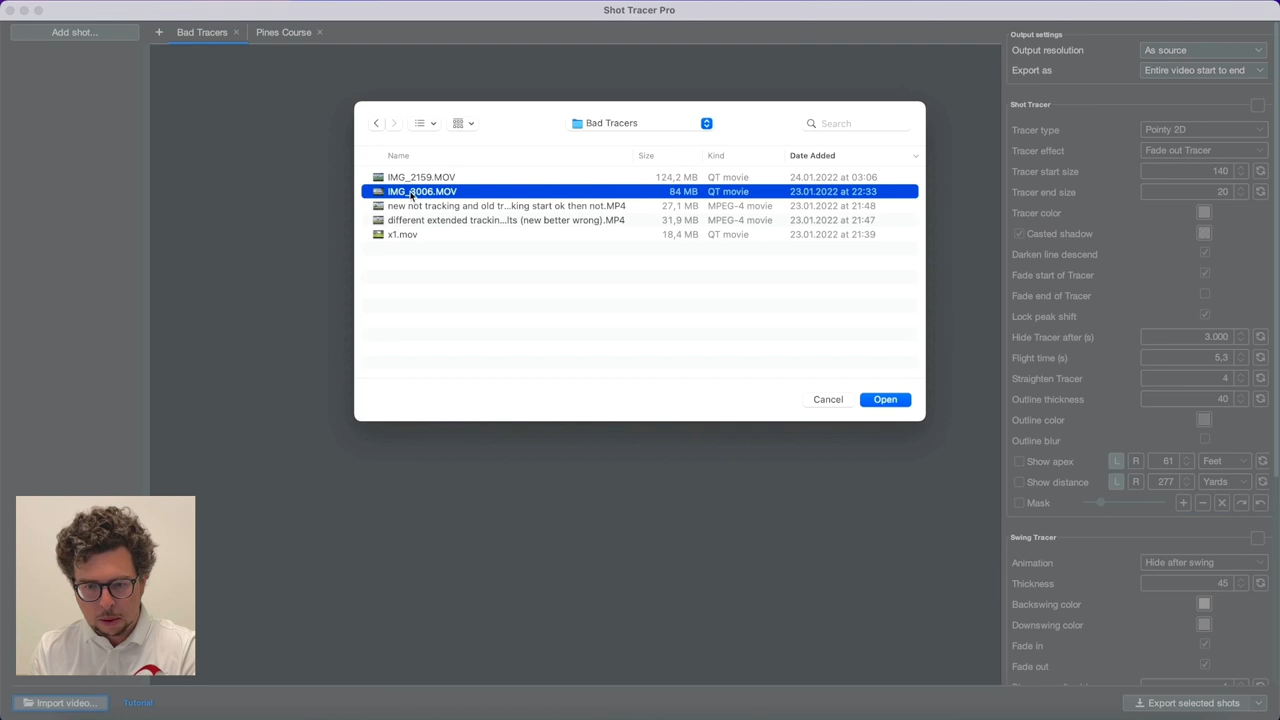 Shot Tracer Pro
Add shot...
+ Bad Tracers × Pines Course ×
Output settings
Output resolution As source
Export as Entire video start to end
Shot Tracer
Tracer type Pointy 2D
Tracer effect Fade out Tracer
Tracer start size 140
Tracer end size 20
Tracer color
Casted shadow
Darken line descend
Fade start of Tracer
Fade end of Tracer
Lock peak shift
Hide Tracer after (s) 3.000
Flight time (s) 5,3
Straighten Tracer 4
Outline thickness 40
Outline color
Outline blur
Show apex L R 61 Feet
Show distance L R 277 Yards
Mask
Swing Tracer
Animation Hide after swing
Thickness 45
Backswing color
Downswing color
Fade in
Fade out
Bad Tracers
Search
Name Size Kind Date Added
IMG_2159.MOV 124,2 MB QT movie 24.01.2022 at 03:06
IMG_3006.MOV 84 MB QT movie 23.01.2022 at 22:33
new not tracking and old tr...king start ok then not.MP4 27,1 MB MPEG-4 movie 23.01.2022 at 21:48
different extended trackin...lts (new better wrong).MP4 31,9 MB MPEG-4 movie 23.01.2022 at 21:47
x1.mov 18,4 MB QT movie 23.01.2022 at 21:39
Cancel Open
Import video... Tutorial
Export selected shots